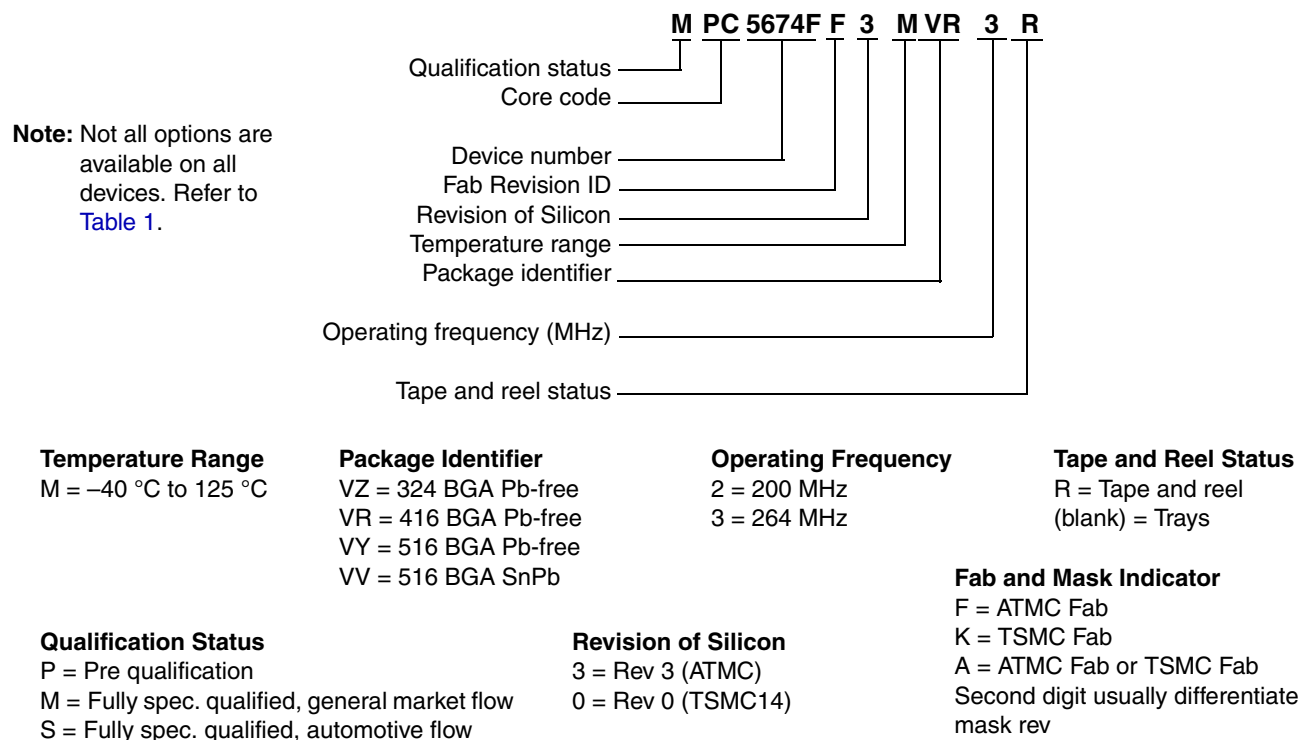 M PC 5674F F 3 M VR 3 R
Qualification status
Core code
Note: Not all options are
available on all
devices. Refer to
Table 1.
Device number
Fab Revision ID
Revision of Silicon
Temperature range
Package identifier
Operating frequency (MHz)
Tape and reel status
Temperature Range
M = –40 °C to 125 °C
Package Identifier
VZ = 324 BGA Pb-free
VR = 416 BGA Pb-free
VY = 516 BGA Pb-free
VV = 516 BGA SnPb
Operating Frequency
2 = 200 MHz
3 = 264 MHz
Tape and Reel Status
R = Tape and reel
(blank) = Trays
Qualification Status
P = Pre qualification
M = Fully spec. qualified, general market flow
S = Fully spec. qualified, automotive flow
Revision of Silicon
3 = Rev 3 (ATMC)
0 = Rev 0 (TSMC14)
Fab and Mask Indicator
F = ATMC Fab
K = TSMC Fab
A = ATMC Fab or TSMC Fab
Second digit usually differentiate
mask rev